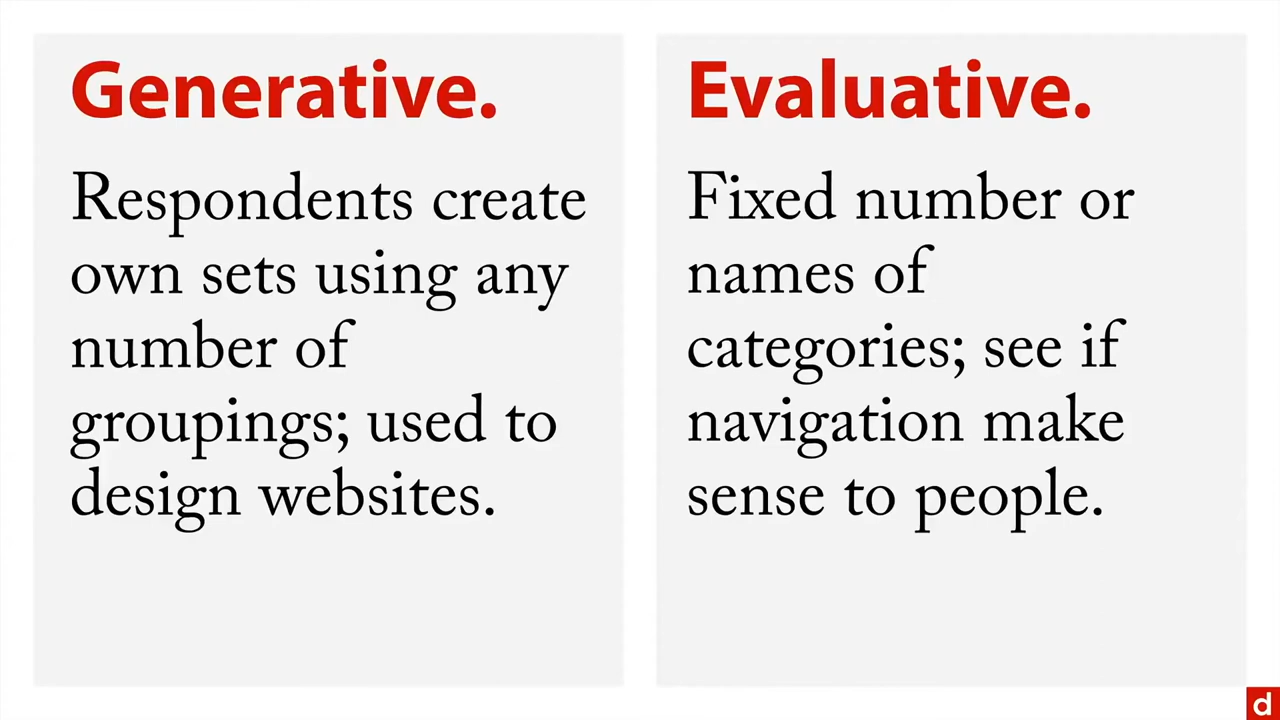 Generative.
Respondents create
own sets using any
number of
groupings; used to
design websites.
Evaluative.
Fixed number or
names of
categories; see if
navigation make
sense to people.
d